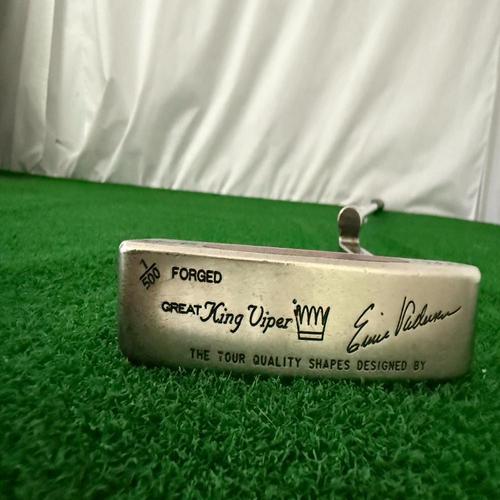 1/500 FORGED
GREAT King Viper
THE TOUR QUALITY SHAPES DESIGNED BY